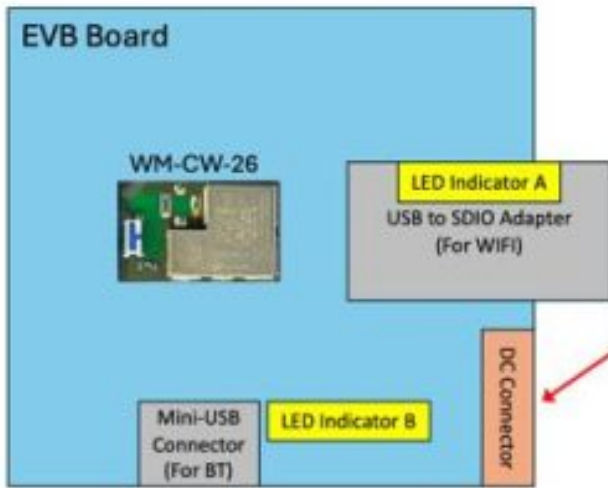 EVB Board
WM-CW-26
LED Indicator A
USB to SDIO Adapter
(For WIFI)
DC Connector
Mini-USB
Connector
(For BT)
LED Indicator B